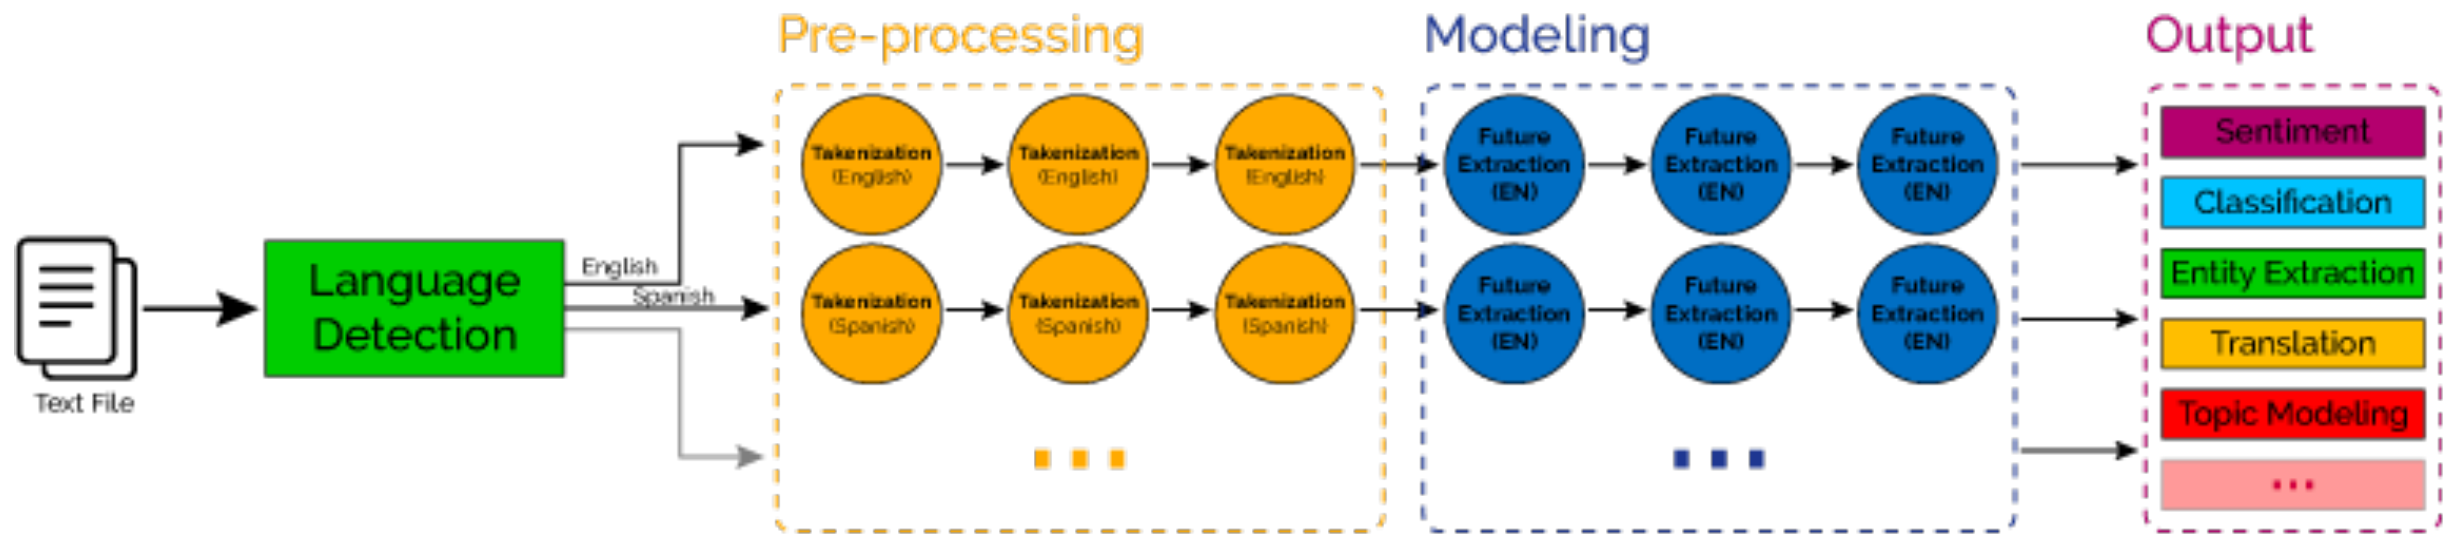 Pre-processing
Modeling
Output
Text File
Language
Detection
English
Spanish
Takenization
(English)
Takenization
(English)
Takenization
(English)
Takenization
(Spanish)
Takenization
(Spanish)
Takenization
(Spanish)
Future
Extraction
(EN)
Future
Extraction
(EN)
Future
Extraction
(EN)
Future
Extraction
(EN)
Future
Extraction
(EN)
Future
Extraction
(EN)
Sentiment
Classification
Entity Extraction
Translation
Topic Modeling
...